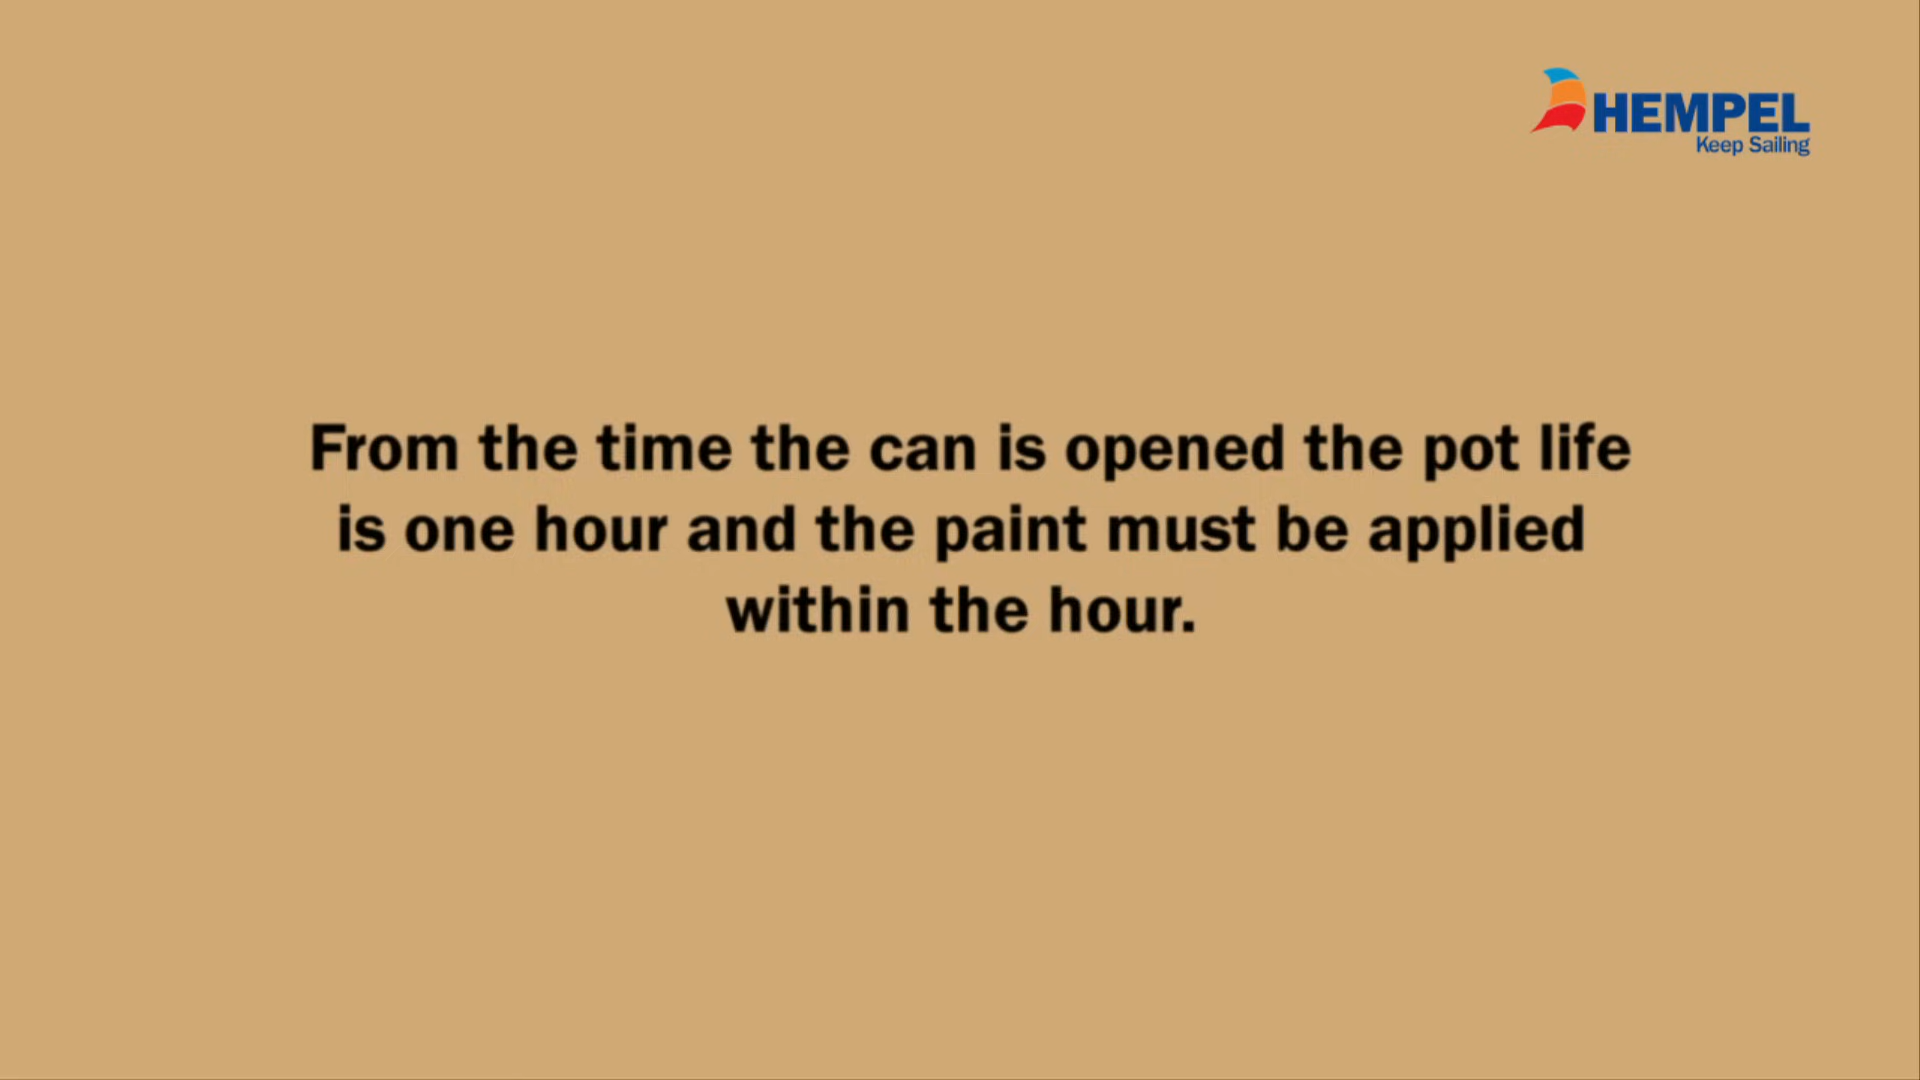 HEMPEL
Keep Sailing
From the time the can is opened the pot life
is one hour and the paint must be applied
within the hour.